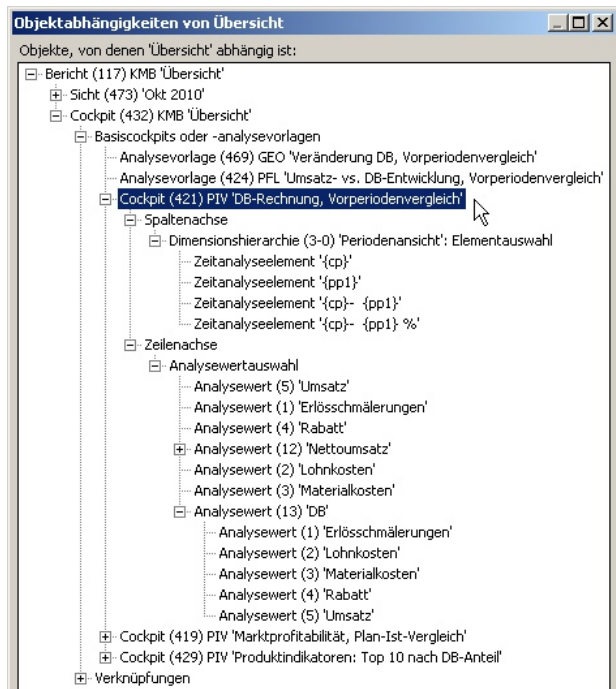 Objektabhängigkeiten von Übersicht
Objekte, von denen 'Übersicht' abhängig ist:
Bericht (117) KMB 'Übersicht'
Sicht (473) 'Okt 2010'
Cockpit (432) KMB 'Übersicht'
Basiscockpits oder -analysevorlagen
Analysevorlage (469) GEO 'Veränderung DB, Vorperiodenvergleich'
Analysevorlage (424) PFL 'Umsatz- vs. DB-Entwicklung, Vorperiodenvergleich'
Cockpit (421) PIV 'DB-Rechnung, Vorperiodenvergleich'
Spaltenachse
Dimensionshierarchie (3-0) 'Periodenansicht': Elementauswahl
Zeitanalyseelement '{cp}'
Zeitanalyseelement '{pp1}'
Zeitanalyseelement '{cp}- {pp1}'
Zeitanalyseelement '{cp}- {pp1} %'
Zeilenachse
Analysewertauswahl
Analysewert (5) 'Umsatz'
Analysewert (1) 'Erlösschmälerungen'
Analysewert (4) 'Rabatt'
Analysewert (12) 'Nettoumsatz'
Analysewert (2) 'Lohnkosten'
Analysewert (3) 'Materialkosten'
Analysewert (13) 'DB'
Analysewert (1) 'Erlösschmälerungen'
Analysewert (2) 'Lohnkosten'
Analysewert (3) 'Materialkosten'
Analysewert (4) 'Rabatt'
Analysewert (5) 'Umsatz'
Cockpit (419) PIV 'Marktprofitabilität, Plan-Ist-Vergleich'
Cockpit (429) PIV 'Produktindikatoren: Top 10 nach DB-Anteil'
Verknüpfungen